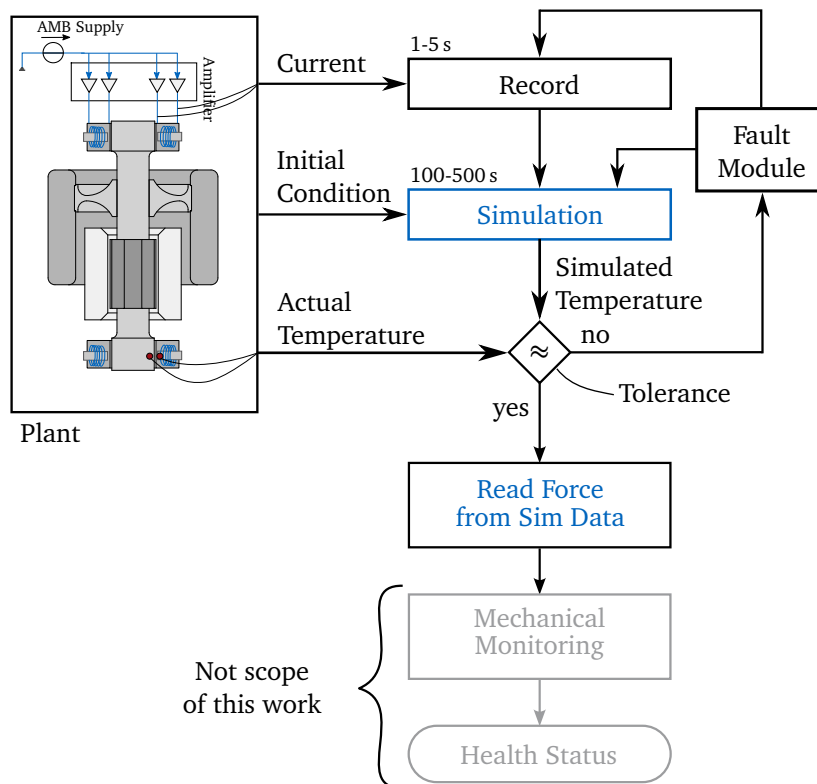 AMB Supply
Amplifier
Plant
Current
Initial
Condition
Actual
Temperature
1-5 s
Record
100-500 s
Simulation
Fault
Module
Simulated
Temperature
≈
no
Tolerance
yes
Read Force
from Sim Data
Not scope
of this work
Mechanical
Monitoring
Health Status